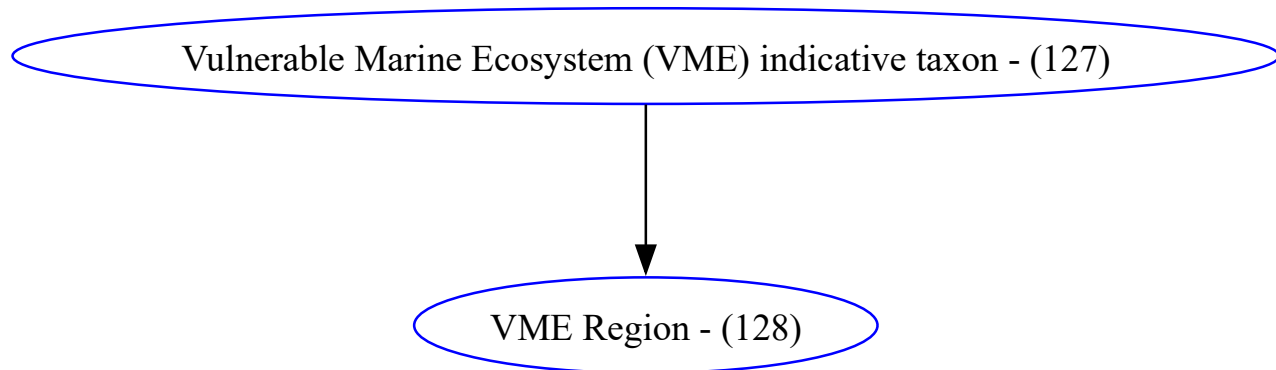 Vulnerable Marine Ecosystem (VME) indicative taxon - (127)
VME Region - (128)